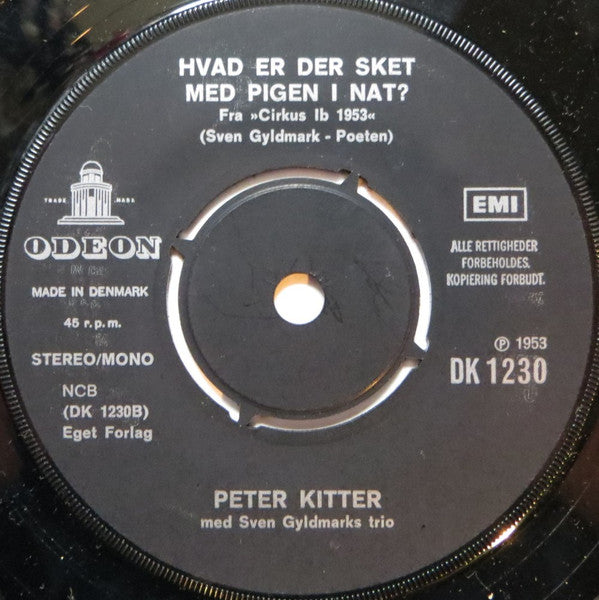 HVAD ER DER SKET
MED PIGEN I NAT?
Fra »Cirkus Ib 1953«
(Sven Gyldmark - Poeten)
TRADE MARK
ODEON
MADE IN DENMARK
45 r.p.m.
STEREO/MONO
NCB
(DK 1230B)
Eget Forlag
EMI
ALLE RETTIGHEDER
FORBEHOLDES.
KOPIERING FORBUDT.
℗ 1953
DK 1230
PETER KITTER
med Sven Gyldmarks trio